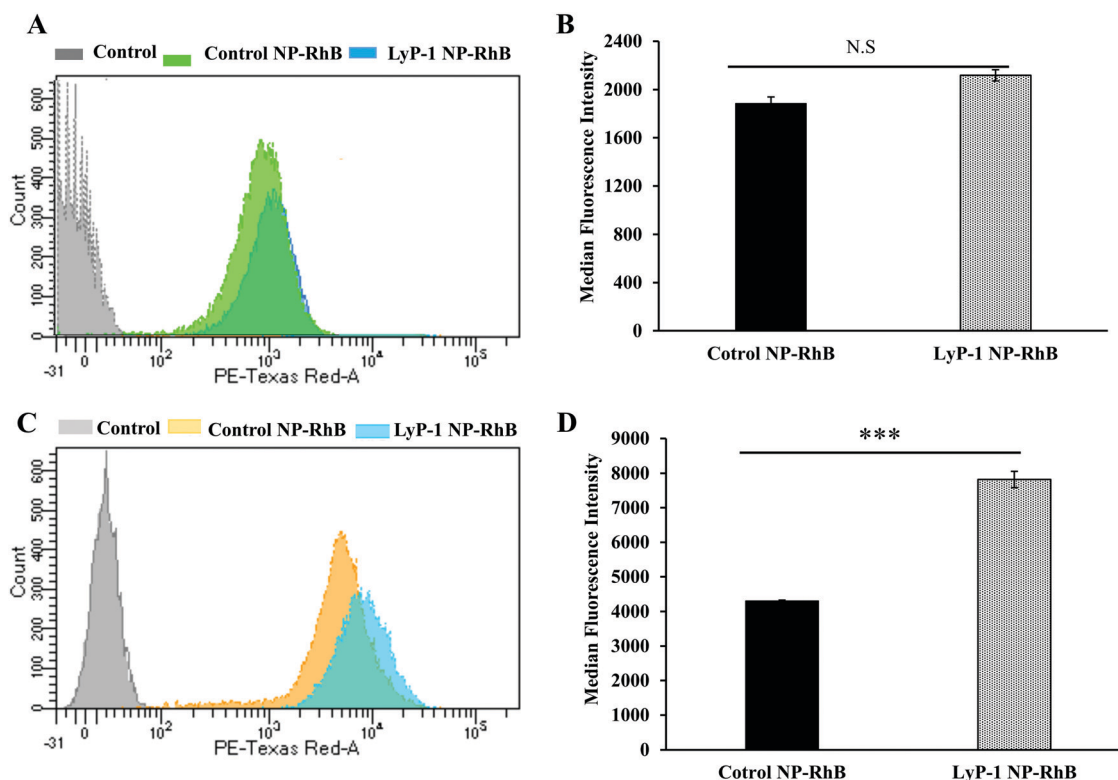 A
Control Control NP-RhB LyP-1 NP-RhB
600
500
400
300
200
100
0
Count
-31 0 10² 10³ 10⁴ 10⁵
PE-Texas Red-A
B
N.S
2400
2000
1600
1200
800
400
0
Median Fluorescence Intensity
Cotrol NP-RhB LyP-1 NP-RhB
C
Control Control NP-RhB LyP-1 NP-RhB
600
500
400
300
200
100
0
Count
-31 0 10² 10³ 10⁴ 10⁵
PE-Texas Red-A
D
***
9000
8000
7000
6000
5000
4000
3000
2000
1000
0
Median Fluorescence Intensity
Cotrol NP-RhB LyP-1 NP-RhB